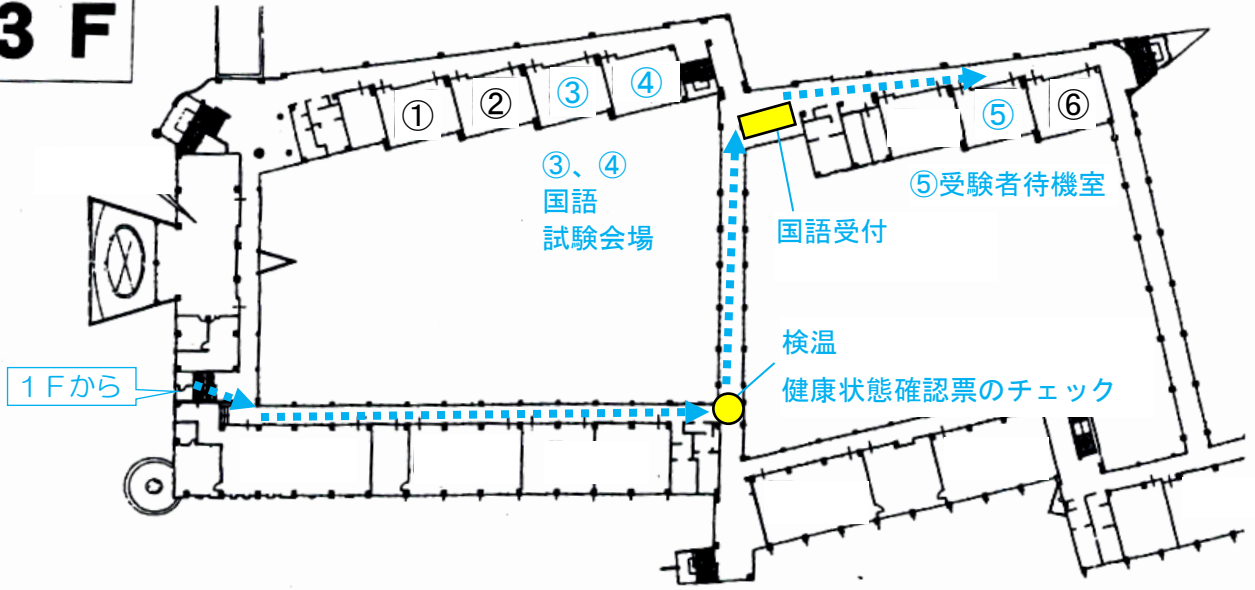 3 F
①
②
③
④
⑤
⑥
③、④
国語
試験会場
⑤受験者待機室
国語受付
検温
健康状態確認票のチェック
1Fから